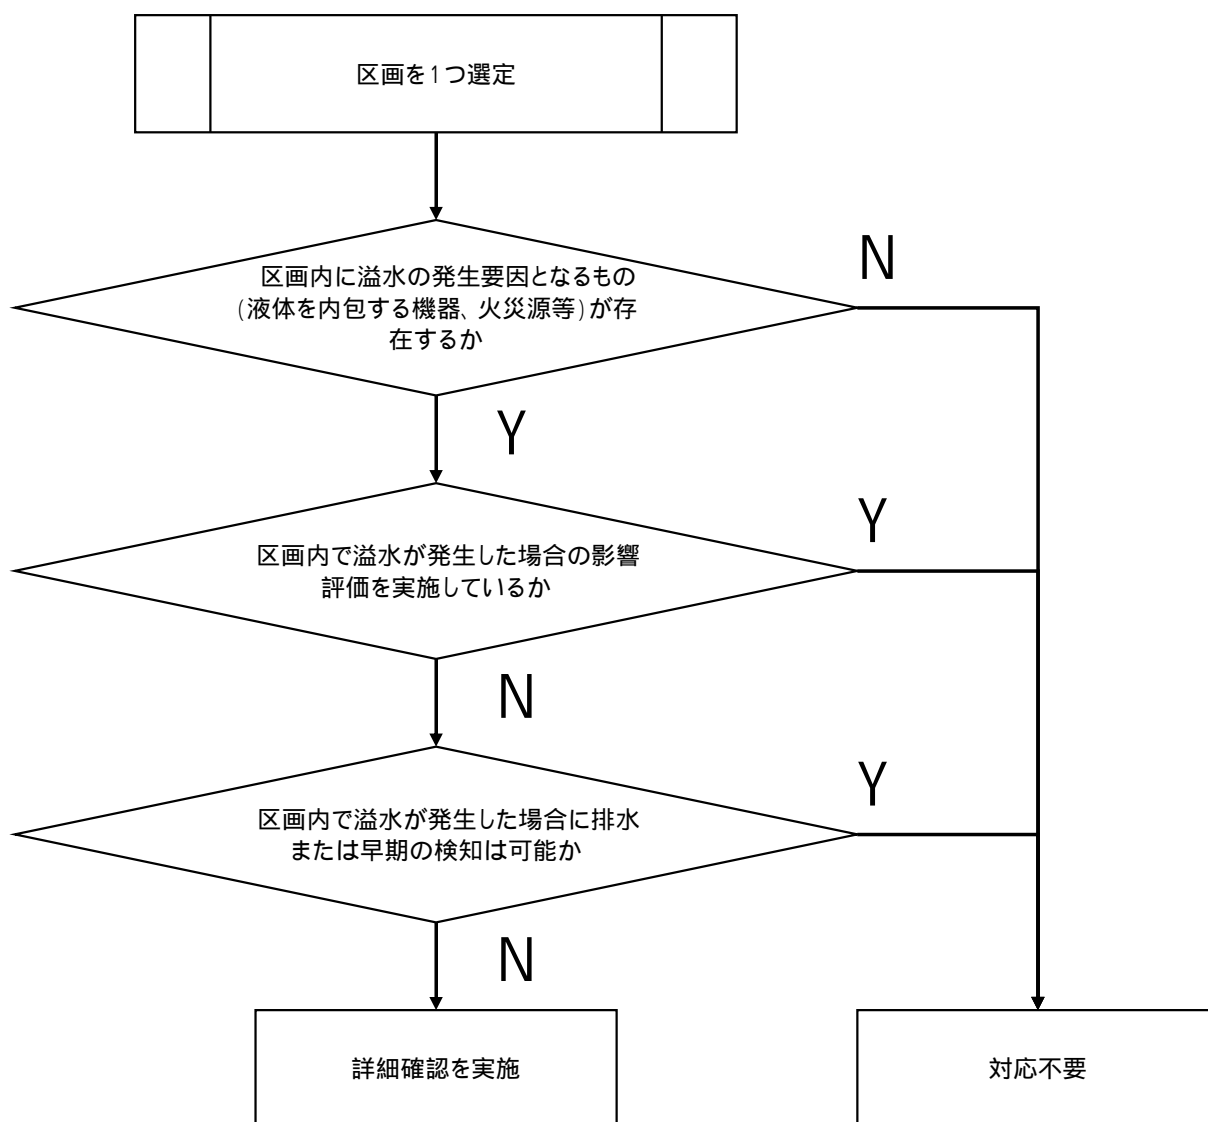 区画を1つ選定
区画内に溢水の発生要因となるもの
(液体を内包する機器、火災源等)が存
在するか
N
Y
区画内で溢水が発生した場合の影響
評価を実施しているか
Y
N
区画内で溢水が発生した場合に排水
または早期の検知は可能か
Y
N
詳細確認を実施
対応不要